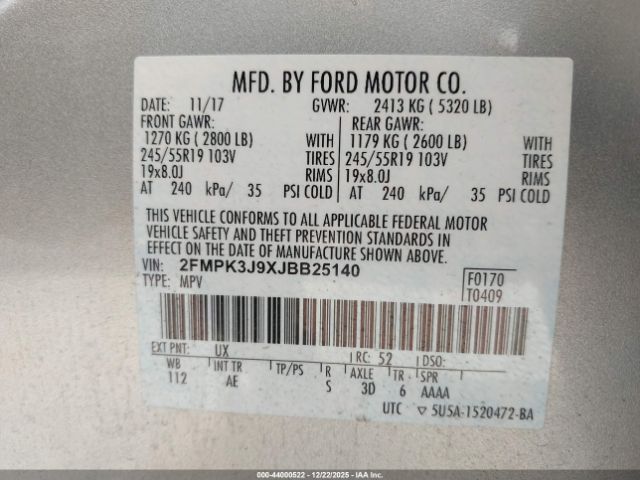 MFD. BY FORD MOTOR CO.
DATE: 11/17 GVWR: 2413 KG ( 5320 LB)
FRONT GAWR: REAR GAWR:
1270 KG ( 2800 LB) WITH 1179 KG ( 2600 LB) WITH
245/55R19 103V TIRES 245/55R19 103V TIRES
19x8.0J RIMS 19x8.0J RIMS
AT 240 kPa/ 35 PSI COLD AT 240 kPa/ 35 PSI COLD
THIS VEHICLE CONFORMS TO ALL APPLICABLE FEDERAL MOTOR
VEHICLE SAFETY AND THEFT PREVENTION STANDARDS IN
EFFECT ON THE DATE OF MANUFACTURE SHOWN ABOVE.
VIN: 2FMPK3J9XJBB25140 F0170
TYPE: MPV T0409
EXT PNT: UX RC: 52 DSO:
WB INT TR TP/PS R AXLE TR SPR
112 AE S 3D 6 AAAA
UTC ▽ 5U5A-1520472-BA
000-44000522 • 12/22/2025 • IAAI.COM